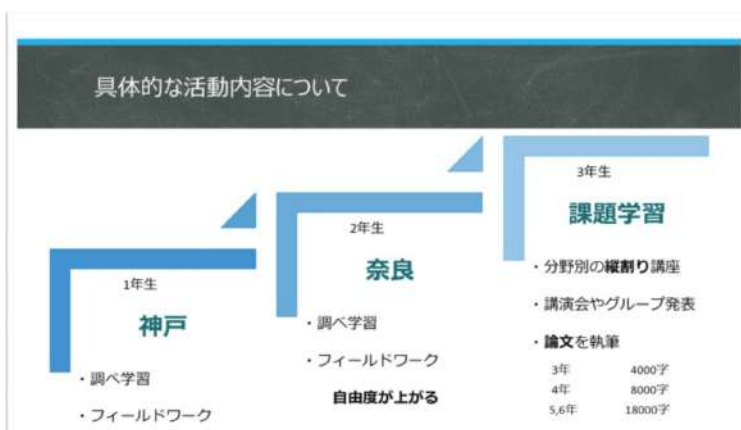 具体的な活動内容について
1年生
神戸
・調べ学習
・フィールドワーク
2年生
奈良
・調べ学習
・フィールドワーク
自由度が上がる
3年生
課題学習
・分野別の縦割り講座
・講演会やグループ発表
・論文を執筆
3年 4000字
4年 8000字
5,6年 18000字